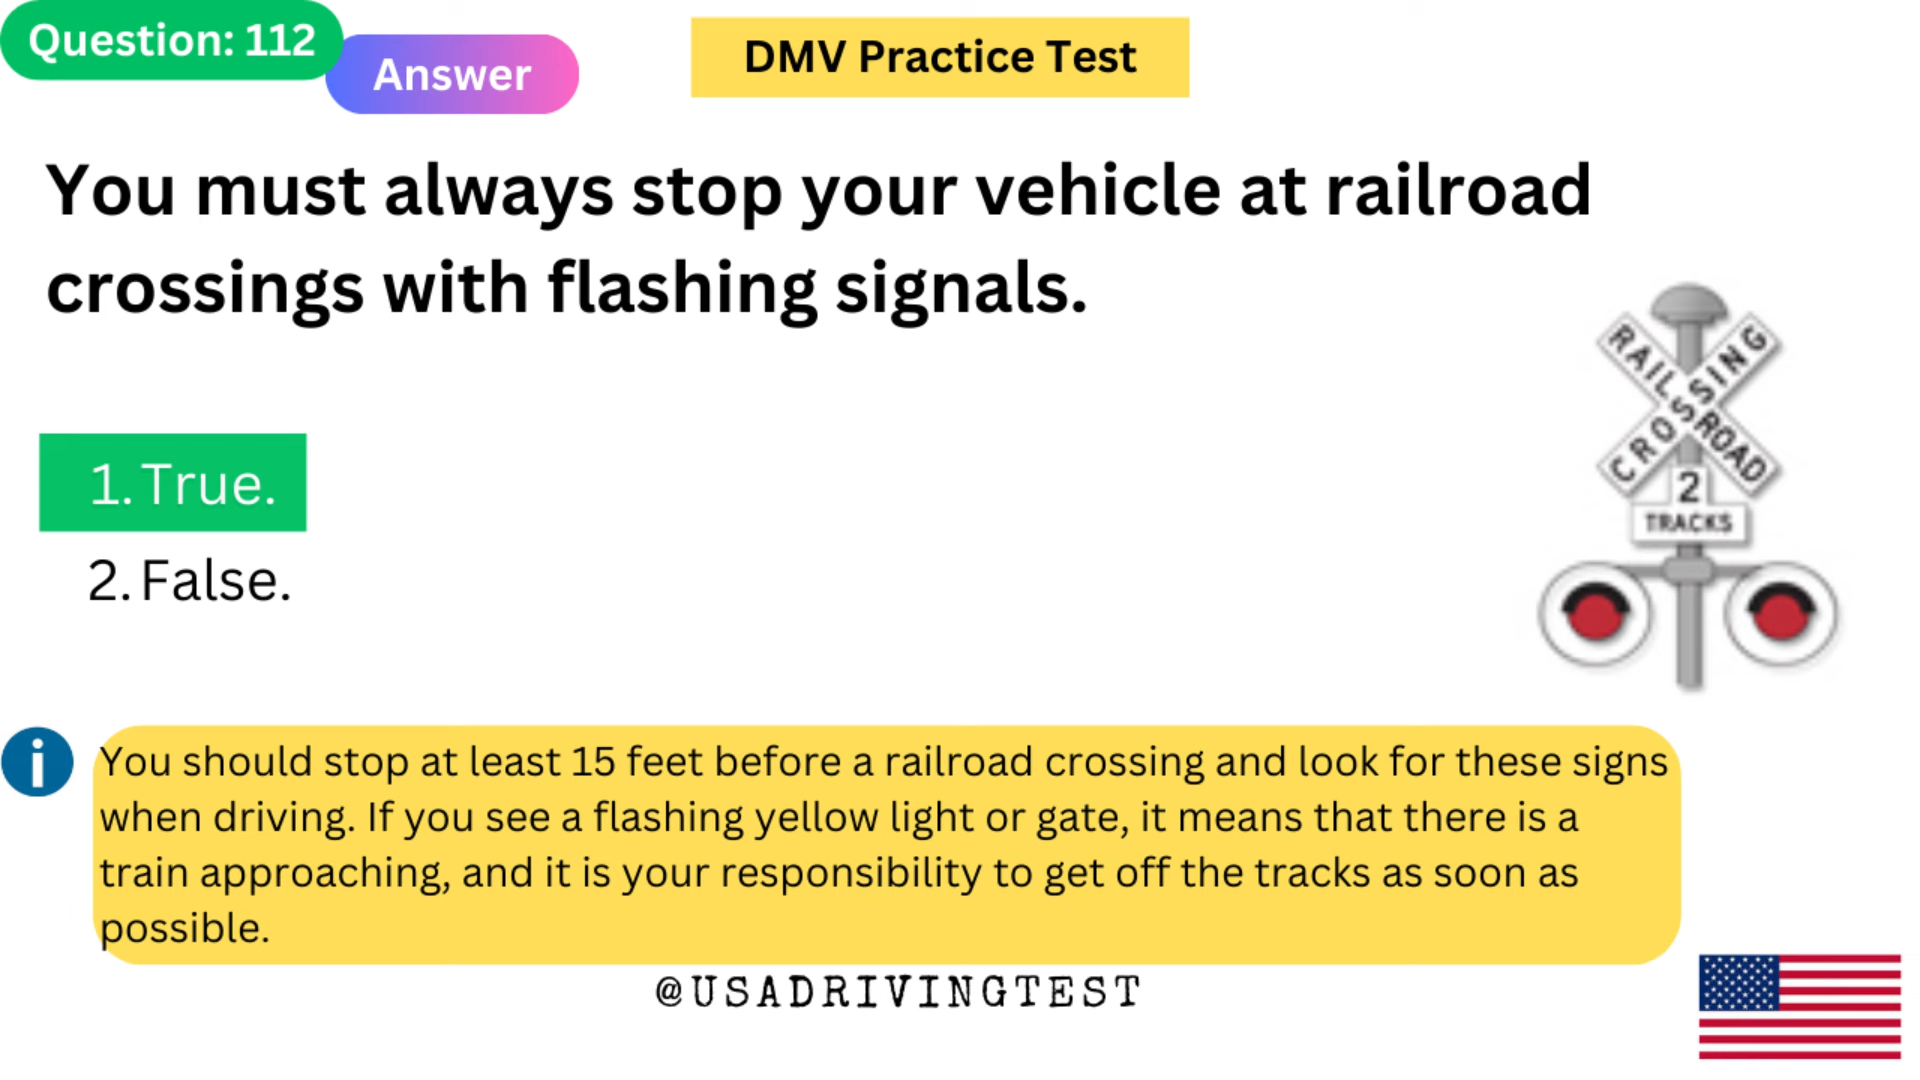 Question: 112
Answer
DMV Practice Test
You must always stop your vehicle at railroad
crossings with flashing signals.
RAILROAD
CROSSING
2
TRACKS
1. True.
2. False.
i
You should stop at least 15 feet before a railroad crossing and look for these signs
when driving. If you see a flashing yellow light or gate, it means that there is a
train approaching, and it is your responsibility to get off the tracks as soon as
possible.
@USADRIVINGTEST